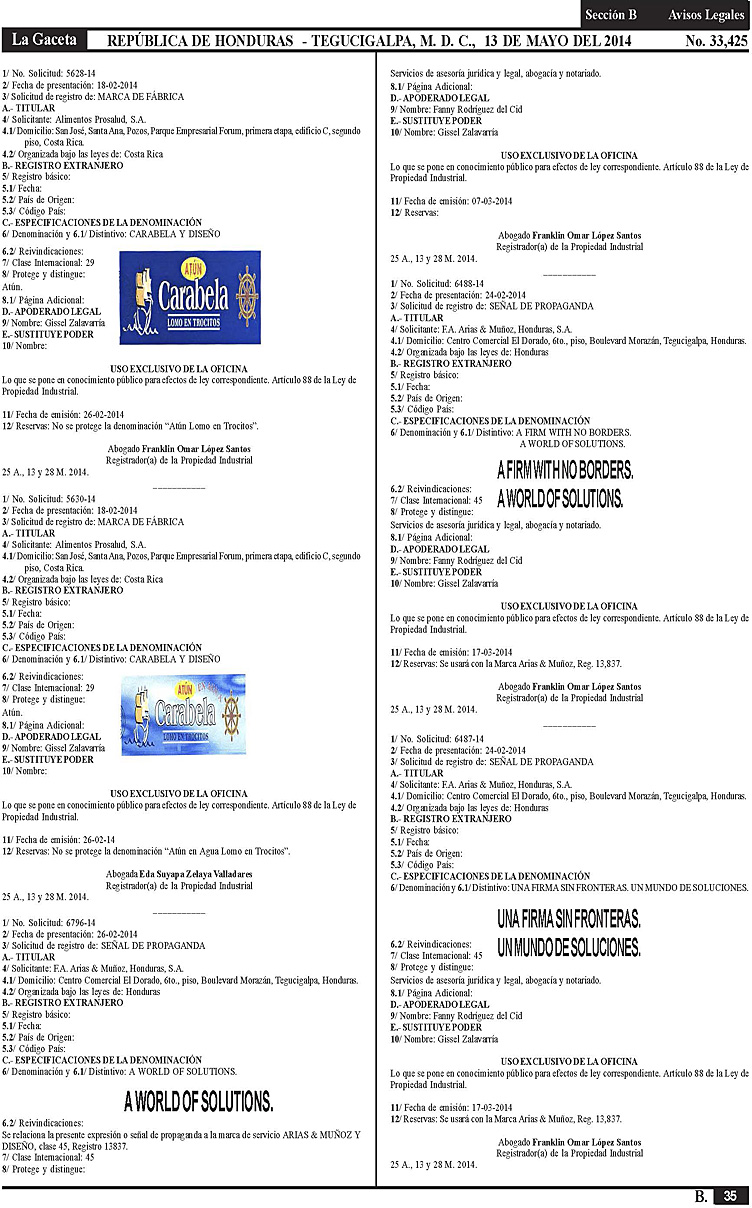 Sección B Avisos Legales
La Gaceta REPÚBLICA DE HONDURAS - TEGUCIGALPA, M. D. C., 13 DE MAYO DEL 2014 No. 33,425
1/ No. Solicitud: 5628-14
2/ Fecha de presentación: 18-02-2014
3/ Solicitud de registro de: MARCA DE FÁBRICA
A.- TITULAR
4/ Solicitante: Alimentos Prosalud, S.A.
4.1/ Domicilio: San José, Santa Ana, Pozos, Parque Empresarial Forum, primera etapa, edificio C, segundo
piso, Costa Rica.
4.2/ Organizada bajo las leyes de: Costa Rica
B.- REGISTRO EXTRANJERO
5/ Registro básico:
5.1/ Fecha:
5.2/ País de Origen:
5.3/ Código País:
C.- ESPECIFICACIONES DE LA DENOMINACIÓN
6/ Denominación y 6.1/ Distintivo: CARABELA Y DISEÑO
6.2/ Reivindicaciones:
7/ Clase Internacional: 29
8/ Protege y distingue:
Atún.
8.1/ Página Adicional:
D.- APODERADO LEGAL
9/ Nombre: Gissel Zalavarría
E.- SUSTITUYE PODER
10/ Nombre:
ATÚN
Carabela
LOMO EN TROCITOS
USO EXCLUSIVO DE LA OFICINA
Lo que se pone en conocimiento público para efectos de ley correspondiente. Artículo 88 de la Ley de
Propiedad Industrial.
11/ Fecha de emisión: 26-02-2014
12/ Reservas: No se protege la denominación “Atún Lomo en Trocitos”.
Abogado Franklin Omar López Santos
Registrador(a) de la Propiedad Industrial
25 A., 13 y 28 M. 2014.
1/ No. Solicitud: 5630-14
2/ Fecha de presentación: 18-02-2014
3/ Solicitud de registro de: MARCA DE FÁBRICA
A.- TITULAR
4/ Solicitante: Alimentos Prosalud, S.A.
4.1/ Domicilio: San José, Santa Ana, Pozos, Parque Empresarial Forum, primera etapa, edificio C, segundo
piso, Costa Rica.
4.2/ Organizada bajo las leyes de: Costa Rica
B.- REGISTRO EXTRANJERO
5/ Registro básico:
5.1/ Fecha:
5.2/ País de Origen:
5.3/ Código País:
C.- ESPECIFICACIONES DE LA DENOMINACIÓN
6/ Denominación y 6.1/ Distintivo: CARABELA Y DISEÑO
6.2/ Reivindicaciones:
7/ Clase Internacional: 29
8/ Protege y distingue:
Atún.
8.1/ Página Adicional:
D.- APODERADO LEGAL
9/ Nombre: Gissel Zalavarría
E.- SUSTITUYE PODER
10/ Nombre:
ATÚN
Carabela
LOMO EN TROCITOS
USO EXCLUSIVO DE LA OFICINA
Lo que se pone en conocimiento público para efectos de ley correspondiente. Artículo 88 de la Ley de
Propiedad Industrial.
11/ Fecha de emisión: 26-02-14
12/ Reservas: No se protege la denominación “Atún en Agua Lomo en Trocitos”.
Abogada Eda Suyapa Zelaya Valladares
Registrador(a) de la Propiedad Industrial
25 A., 13 y 28 M. 2014.
1/ No. Solicitud: 6796-14
2/ Fecha de presentación: 26-02-2014
3/ Solicitud de registro de: SEÑAL DE PROPAGANDA
A.- TITULAR
4/ Solicitante: F.A. Arias & Muñoz, Honduras, S.A.
4.1/ Domicilio: Centro Comercial El Dorado, 6to., piso, Boulevard Morazán, Tegucigalpa, Honduras.
4.2/ Organizada bajo las leyes de: Honduras
B.- REGISTRO EXTRANJERO
5/ Registro básico:
5.1/ Fecha:
5.2/ País de Origen:
5.3/ Código País:
C.- ESPECIFICACIONES DE LA DENOMINACIÓN
6/ Denominación y 6.1/ Distintivo: A WORLD OF SOLUTIONS.
A WORLD OF SOLUTIONS.
6.2/ Reivindicaciones:
Se relaciona la presente expresión o señal de propaganda a la marca de servicio ARIAS & MUÑOZ Y
DISEÑO, clase 45, Registro 13837.
7/ Clase Internacional: 45
8/ Protege y distingue:
Servicios de asesoría jurídica y legal, abogacía y notariado.
8.1/ Página Adicional:
D.- APODERADO LEGAL
9/ Nombre: Fanny Rodríguez del Cid
E.- SUSTITUYE PODER
10/ Nombre: Gissel Zalavarría
USO EXCLUSIVO DE LA OFICINA
Lo que se pone en conocimiento público para efectos de ley correspondiente. Artículo 88 de la Ley de
Propiedad Industrial.
11/ Fecha de emisión: 07-03-2014
12/ Reservas:
Abogado Franklin Omar López Santos
Registrador(a) de la Propiedad Industrial
25 A., 13 y 28 M. 2014.
1/ No. Solicitud: 6488-14
2/ Fecha de presentación: 24-02-2014
3/ Solicitud de registro de: SEÑAL DE PROPAGANDA
A.- TITULAR
4/ Solicitante: F.A. Arias & Muñoz, Honduras, S.A.
4.1/ Domicilio: Centro Comercial El Dorado, 6to., piso, Boulevard Morazán, Tegucigalpa, Honduras.
4.2/ Organizada bajo las leyes de: Honduras
B.- REGISTRO EXTRANJERO
5/ Registro básico:
5.1/ Fecha:
5.2/ País de Origen:
5.3/ Código País:
C.- ESPECIFICACIONES DE LA DENOMINACIÓN
6/ Denominación y 6.1/ Distintivo: A FIRM WITH NO BORDERS.
A WORLD OF SOLUTIONS.
A FIRM WITH NO BORDERS.
A WORLD OF SOLUTIONS.
6.2/ Reivindicaciones:
7/ Clase Internacional: 45
8/ Protege y distingue:
Servicios de asesoría jurídica y legal, abogacía y notariado.
8.1/ Página Adicional:
D.- APODERADO LEGAL
9/ Nombre: Fanny Rodríguez del Cid
E.- SUSTITUYE PODER
10/ Nombre: Gissel Zalavarría
USO EXCLUSIVO DE LA OFICINA
Lo que se pone en conocimiento público para efectos de ley correspondiente. Artículo 88 de la Ley de
Propiedad Industrial.
11/ Fecha de emisión: 17-03-2014
12/ Reservas: Se usará con la Marca Arias & Muñoz, Reg. 13,837.
Abogado Franklin Omar López Santos
Registrador(a) de la Propiedad Industrial
25 A., 13 y 28 M. 2014.
1/ No. Solicitud: 6487-14
2/ Fecha de presentación: 24-02-2014
3/ Solicitud de registro de: SEÑAL DE PROPAGANDA
A.- TITULAR
4/ Solicitante: F.A. Arias & Muñoz, Honduras, S.A.
4.1/ Domicilio: Centro Comercial El Dorado, 6to., piso, Boulevard Morazán, Tegucigalpa, Honduras.
4.2/ Organizada bajo las leyes de: Honduras
B.- REGISTRO EXTRANJERO
5/ Registro básico:
5.1/ Fecha:
5.2/ País de Origen:
5.3/ Código País:
C.- ESPECIFICACIONES DE LA DENOMINACIÓN
6/ Denominación y 6.1/ Distintivo: UNA FIRMA SIN FRONTERAS. UN MUNDO DE SOLUCIONES.
UNA FIRMA SIN FRONTERAS.
UN MUNDO DE SOLUCIONES.
6.2/ Reivindicaciones:
7/ Clase Internacional: 45
8/ Protege y distingue:
Servicios de asesoría jurídica y legal, abogacía y notariado.
8.1/ Página Adicional:
D.- APODERADO LEGAL
9/ Nombre: Fanny Rodríguez del Cid
E.- SUSTITUYE PODER
10/ Nombre: Gissel Zalavarría
USO EXCLUSIVO DE LA OFICINA
Lo que se pone en conocimiento público para efectos de ley correspondiente. Artículo 88 de la Ley de
Propiedad Industrial.
11/ Fecha de emisión: 17-03-2014
12/ Reservas: Se usará con la Marca Arias & Muñoz, Reg. 13,837.
Abogado Franklin Omar López Santos
Registrador(a) de la Propiedad Industrial
25 A., 13 y 28 M. 2014.
B. 35